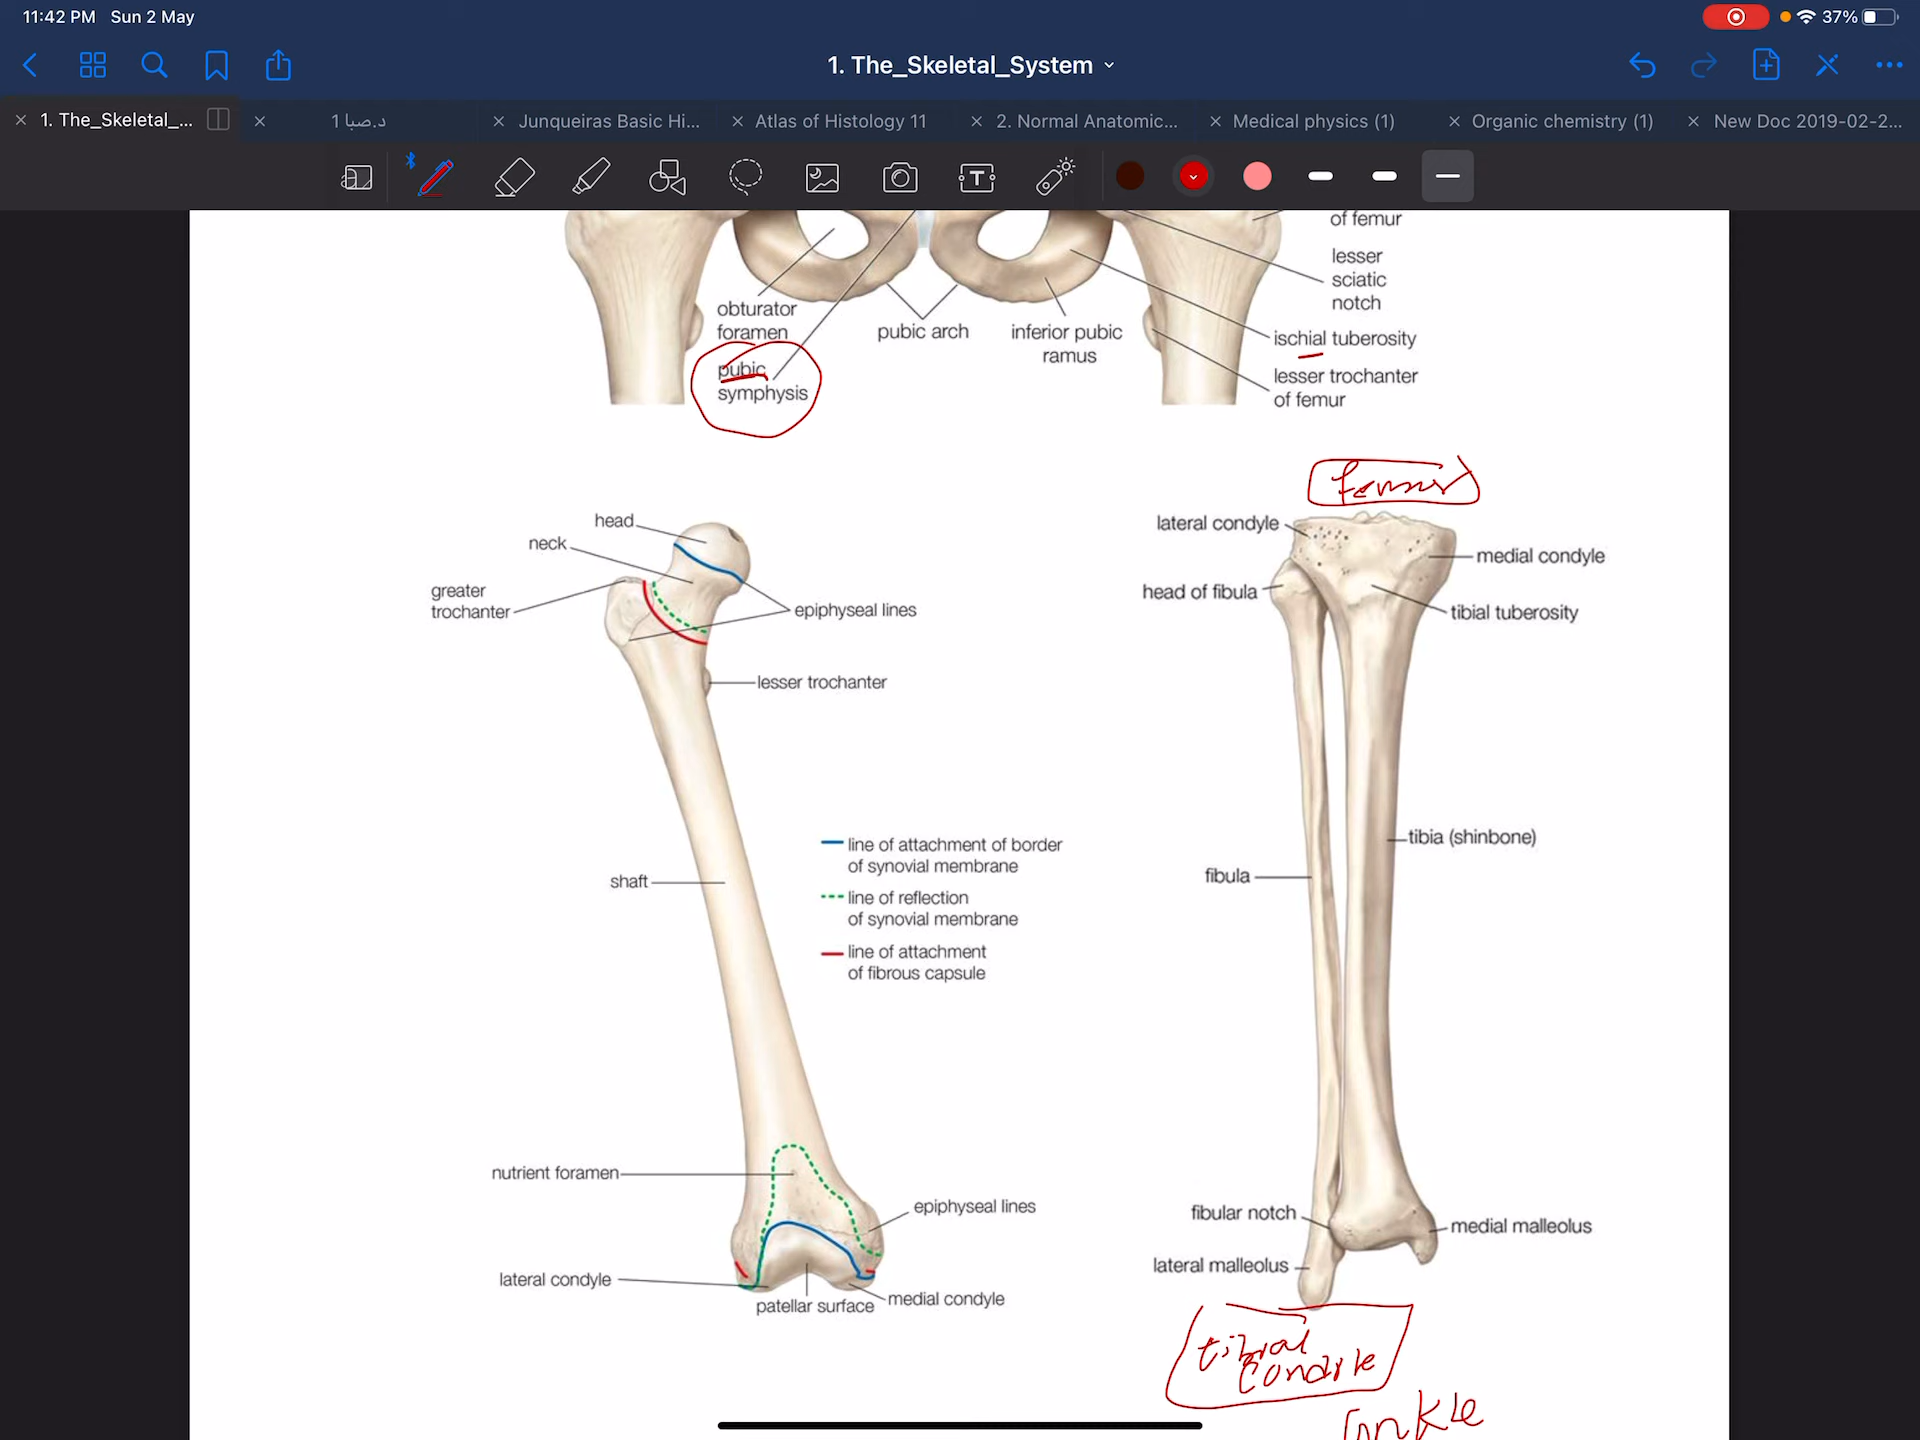 11:42 PM Sun 2 May
37%
1. The_Skeletal_System
1. The_Skeletal_...
د.صبا 1
Junqueiras Basic Hi...
Atlas of Histology 11
2. Normal Anatomic...
Medical physics (1)
Organic chemistry (1)
New Doc 2019-02-2...
of femur
lesser
sciatic
notch
obturator
foramen
pubic arch
inferior pubic
ramus
ischial tuberosity
pubic
symphysis
lesser trochanter
of femur
femur
head
neck
greater
trochanter
epiphyseal lines
lesser trochanter
shaft
line of attachment of border
of synovial membrane
line of reflection
of synovial membrane
line of attachment
of fibrous capsule
nutrient foramen
epiphyseal lines
lateral condyle
patellar surface
medial condyle
lateral condyle
medial condyle
head of fibula
tibial tuberosity
tibia (shinbone)
fibula
fibular notch
medial malleolus
lateral malleolus
tibial